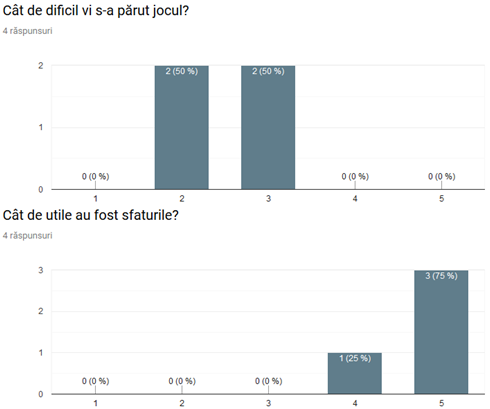 Cât de dificil vi s-a părut jocul?
4 răspunsuri
2
2 (50 %)
2 (50 %)
1
0 (0 %)
0 (0 %)
0 (0 %)
0
1
2
3
4
5
Cât de utile au fost sfaturile?
4 răspunsuri
3
3 (75 %)
2
1
1 (25 %)
0 (0 %)
0 (0 %)
0 (0 %)
0
1
2
3
4
5